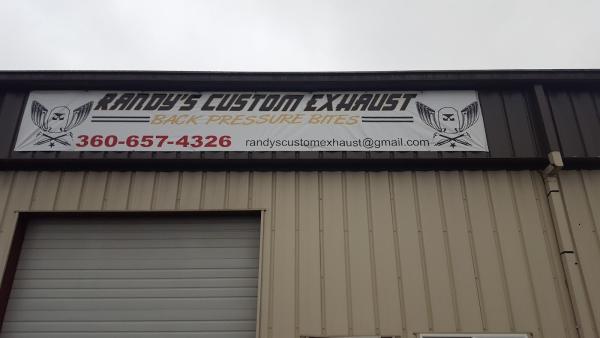 RANDY'S CUSTOM EXHAUST
BACK PRESSURE BITES
360-657-4326 randyscustomexhaust@gmail.com